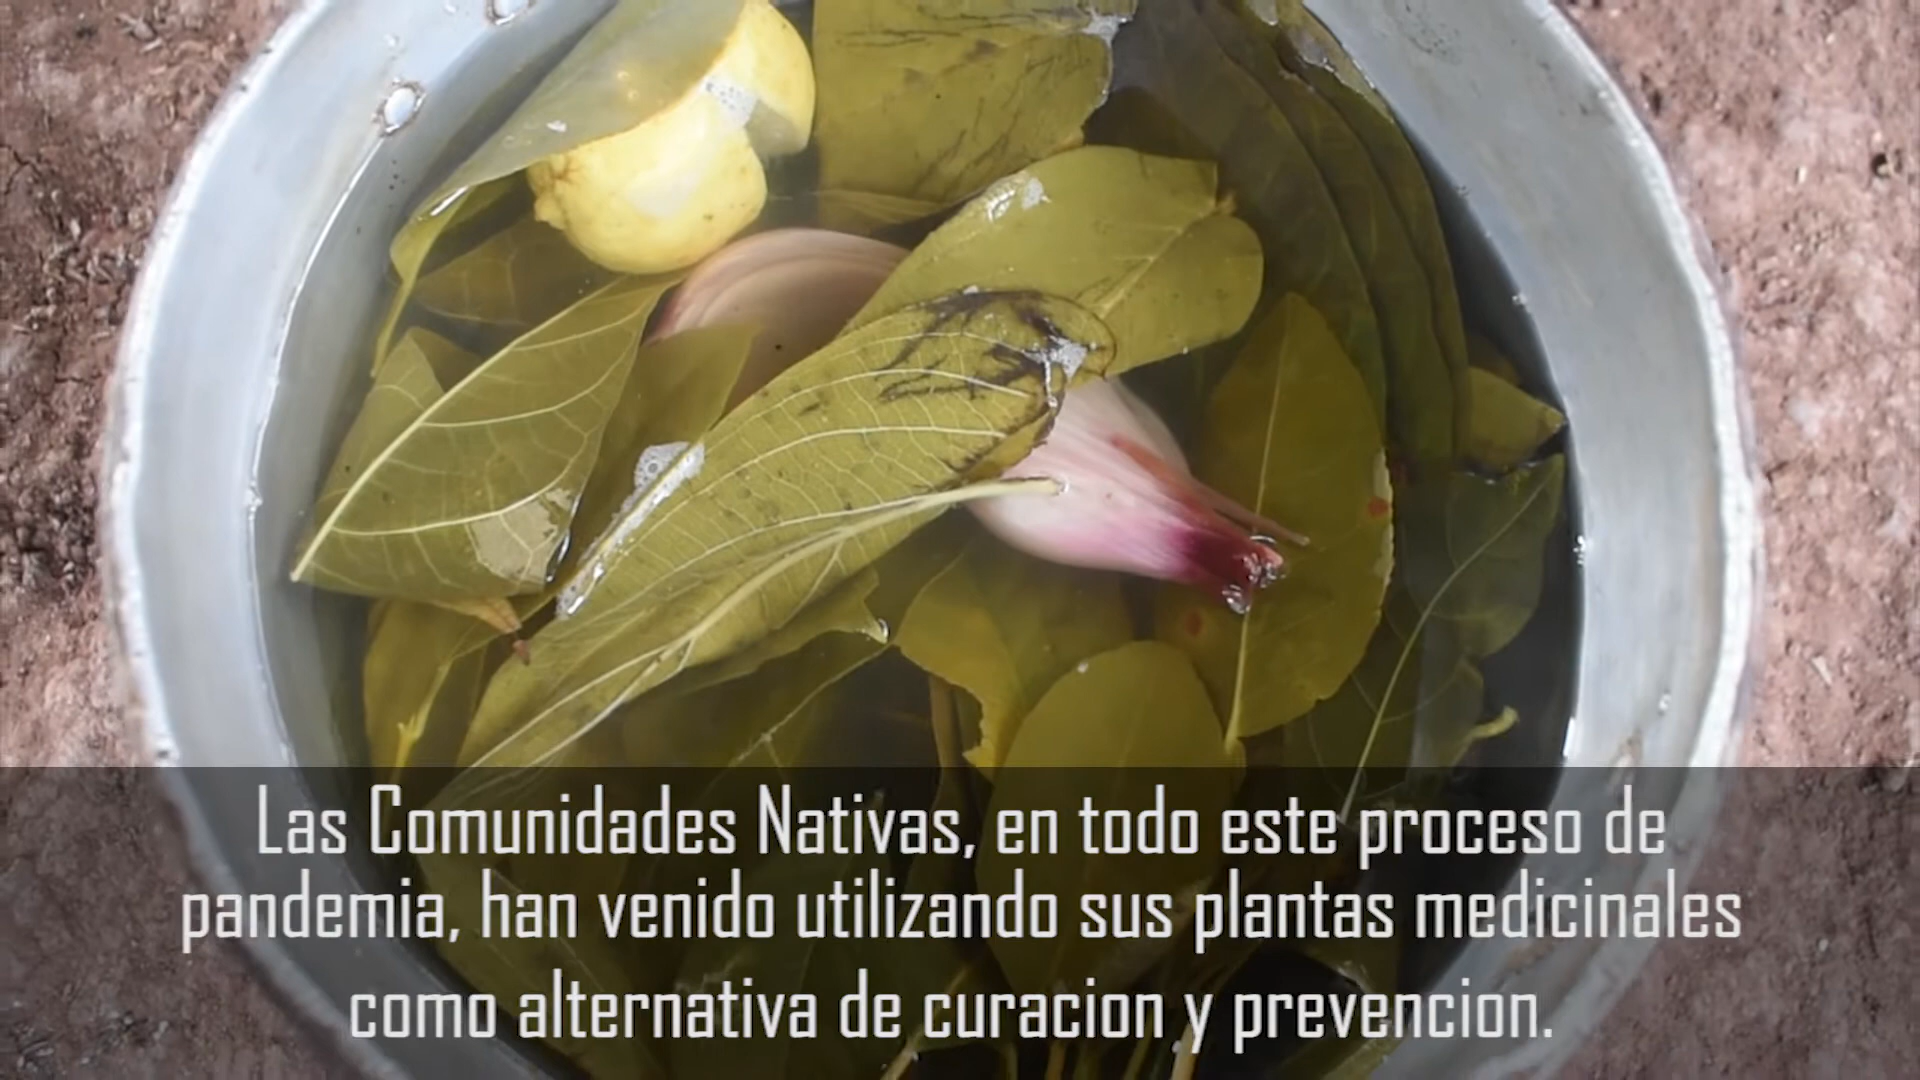 Las Comunidades Nativas, en todo este proceso de
pandemia, han venido utilizando sus plantas medicinales
como alternativa de curacion y prevencion.